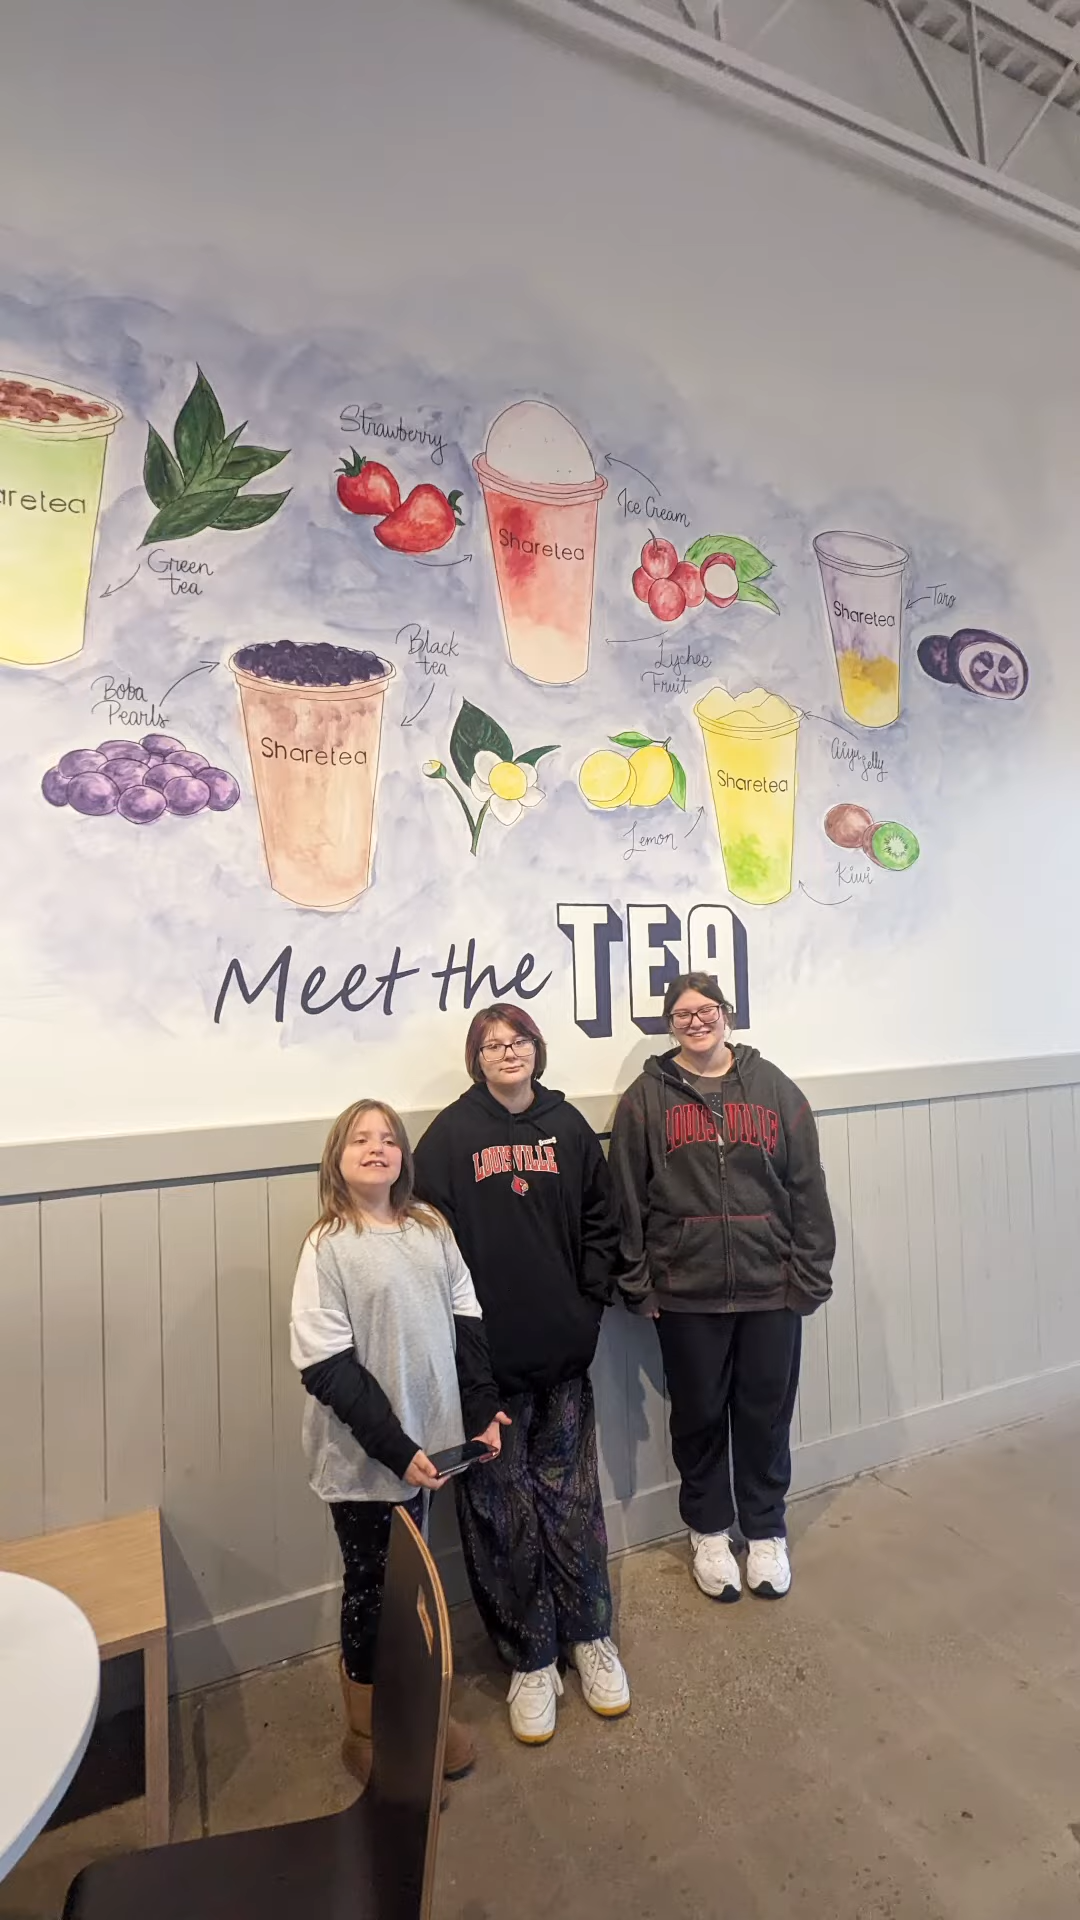 Strawberry
Ice Cream
aretea
Sharetea
Green
tea
Lychee
Fruit
Sharetea
Taro
Boba
Pearls
Black
tea
Sharetea
Lemon
Sharetea
aiyu jelly
Kiwi
Meet the TEA
LOUISVILLE
LOUISVILLE